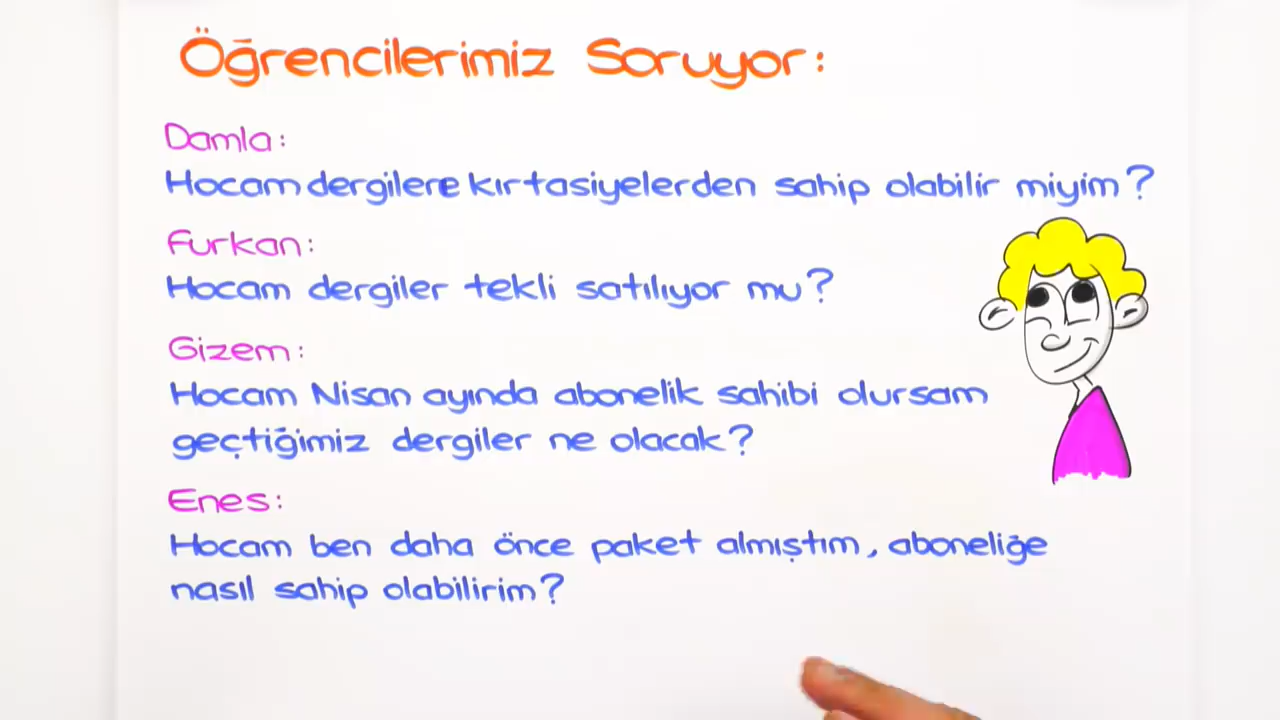 Öğrencilerimiz Soruyor:
Damla:
Hocam dergilere kırtasiyelerden sahip olabilir miyim?
Furkan:
Hocam dergiler tekli satılıyor mu?
Gizem:
Hocam Nisan ayında abonelik sahibi olursam
geçtiğimiz dergiler ne olacak?
Enes:
Hocam ben daha önce paket almıştım, aboneliğe
nasıl sahip olabilirim?